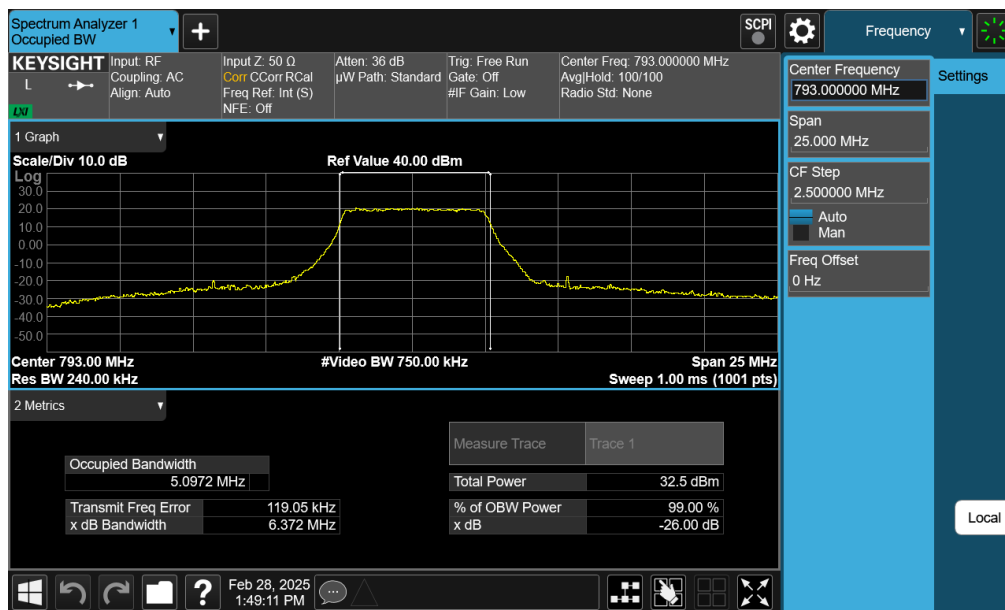 Spectrum Analyzer 1
Occupied BW
+
SCPI
Frequency
KEYSIGHT
L
LXI
Input: RF
Coupling: AC
Align: Auto
Input Z: 50 Ω
Corr CCorr RCal
Freq Ref: Int (S)
NFE: Off
Atten: 36 dB
µW Path: Standard
Trig: Free Run
Gate: Off
#IF Gain: Low
Center Freq: 793.000000 MHz
Avg|Hold: 100/100
Radio Std: None
Center Frequency
793.000000 MHz
Settings
Span
25.000 MHz
CF Step
2.500000 MHz
Auto
Man
Freq Offset
0 Hz
1 Graph
Scale/Div 10.0 dB
Ref Value 40.00 dBm
Log
30.0
20.0
10.0
0.00
-10.0
-20.0
-30.0
-40.0
-50.0
Center 793.00 MHz
#Video BW 750.00 kHz
Span 25 MHz
Res BW 240.00 kHz
Sweep 1.00 ms (1001 pts)
2 Metrics
Measure Trace
Trace 1
Occupied Bandwidth
5.0972 MHz
Total Power
32.5 dBm
Transmit Freq Error
119.05 kHz
% of OBW Power
99.00 %
x dB Bandwidth
6.372 MHz
x dB
-26.00 dB
Local
?
Feb 28, 2025
1:49:11 PM